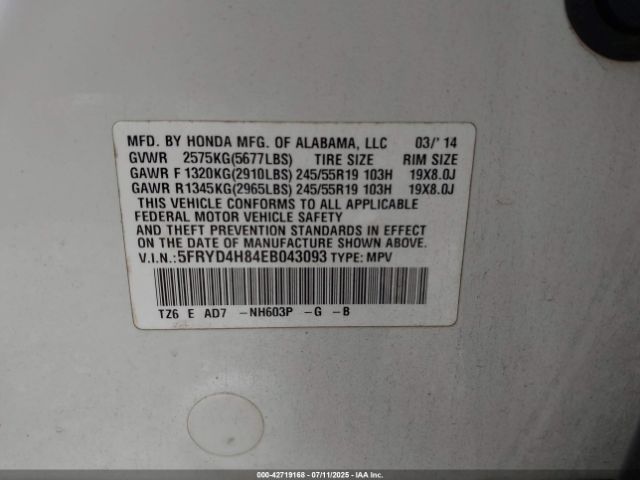 MFD. BY HONDA MFG. OF ALABAMA, LLC 03/'14
GVWR 2575KG(5677LBS) TIRE SIZE RIM SIZE
GAWR F 1320KG(2910LBS) 245/55R19 103H 19X8.0J
GAWR R1345KG(2965LBS) 245/55R19 103H 19X8.0J
THIS VEHICLE CONFORMS TO ALL APPLICABLE
FEDERAL MOTOR VEHICLE SAFETY
AND THEFT PREVENTION STANDARDS IN EFFECT
ON THE DATE OF MANUFACTURE SHOWN ABOVE.
V.I.N.:5FRYD4H84EB043093 TYPE: MPV
TZ6 E AD7 -NH603P -G -B
00-42719168 - 07/11/2025 - IAA Inc.